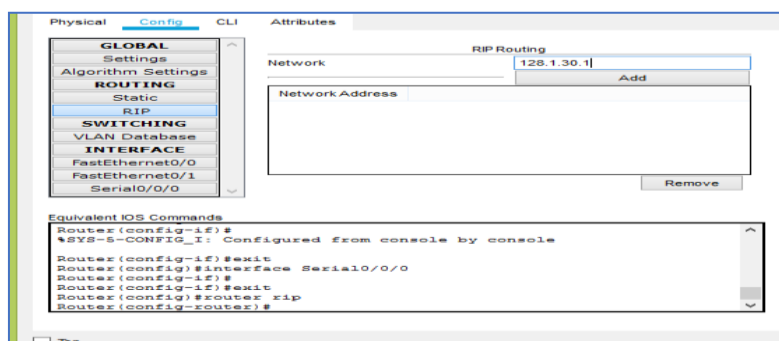 Physical Config CLI Attributes
GLOBAL
Settings
Algorithm Settings
ROUTING
Static
RIP
SWITCHING
VLAN Database
INTERFACE
FastEthernet0/0
FastEthernet0/1
Serial0/0/0
RIP Routing
Network 128.1.30.1
Add
Network Address
Remove
Equivalent IOS Commands
Router(config-if)#
%SYS-5-CONFIG_I: Configured from console by console
Router(config-if)#exit
Router(config)#interface Serial0/0/0
Router(config-if)#
Router(config-if)#exit
Router(config)#router rip
Router(config-router)#